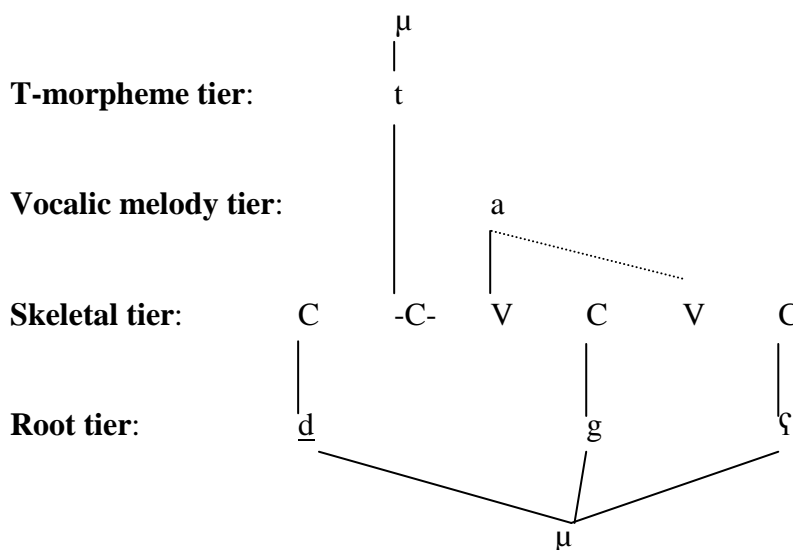 µ
T-morpheme tier: t
Vocalic melody tier: a
Skeletal tier: C -C- V C V C
Root tier: d g ʕ
µ